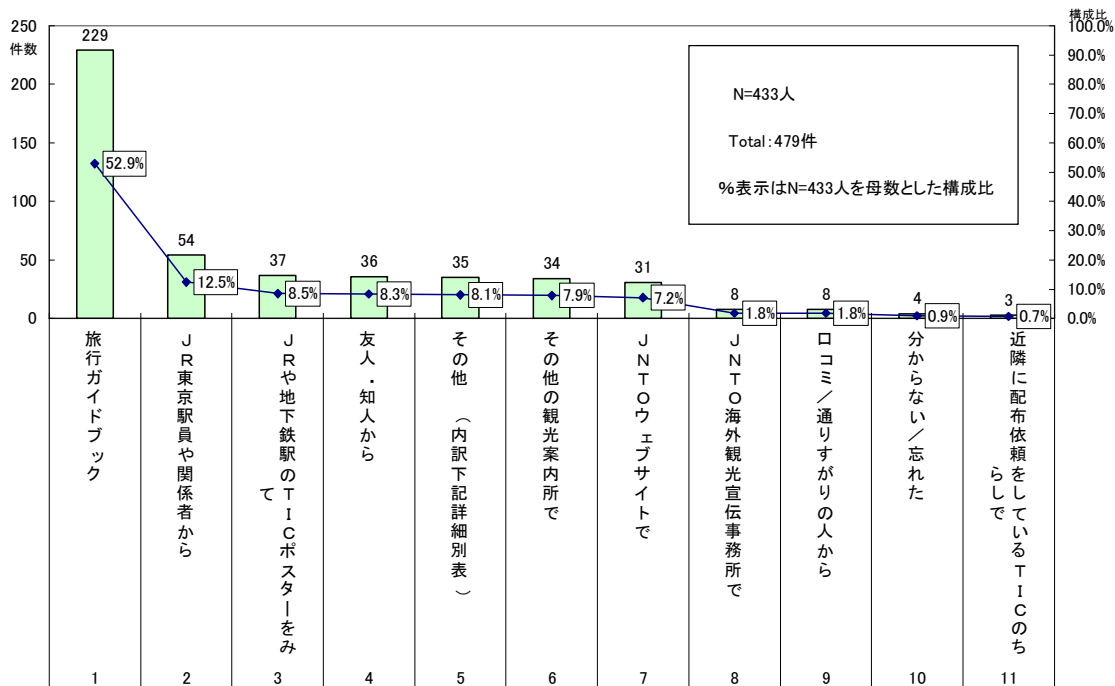 250
件数
200
150
100
50
0
構成比
100.0%
90.0%
80.0%
70.0%
60.0%
50.0%
40.0%
30.0%
20.0%
10.0%
0.0%
N=433人
Total:479件
%表示はN=433人を母数とした構成比
229
54
37
36
35
34
31
8
8
4
3
52.9%
12.5%
8.5%
8.3%
8.1%
7.9%
7.2%
1.8%
1.8%
0.9%
0.7%
旅行ガイドブック
JR東京駅員や関係者から
JRや地下鉄駅のTICポスターをみ
て
友人・知人から
その他 (内訳下記詳細別表)
その他の観光案内所で
JNTOウェブサイトで
JNTO海外観光宣伝事務所で
口コミ/通りすがりの人から
分からない/忘れた
近隣に配布依頼をしているTICのち
らしで
1
2
3
4
5
6
7
8
9
10
11